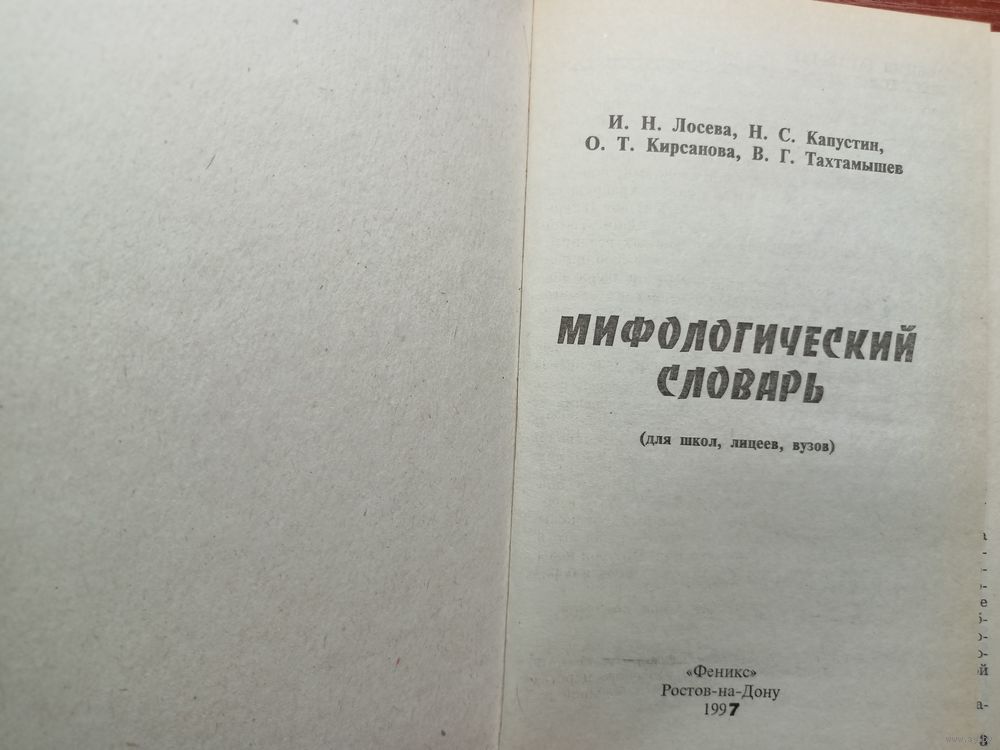 И. Н. Лосева, Н. С. Капустин,
О. Т. Кирсанова, В. Г. Тахтамышев
МИФОЛОГИЧЕСКИЙ
СЛОВАРЬ
(для школ, лицеев, вузов)
«Феникс»
Ростов-на-Дону
1997